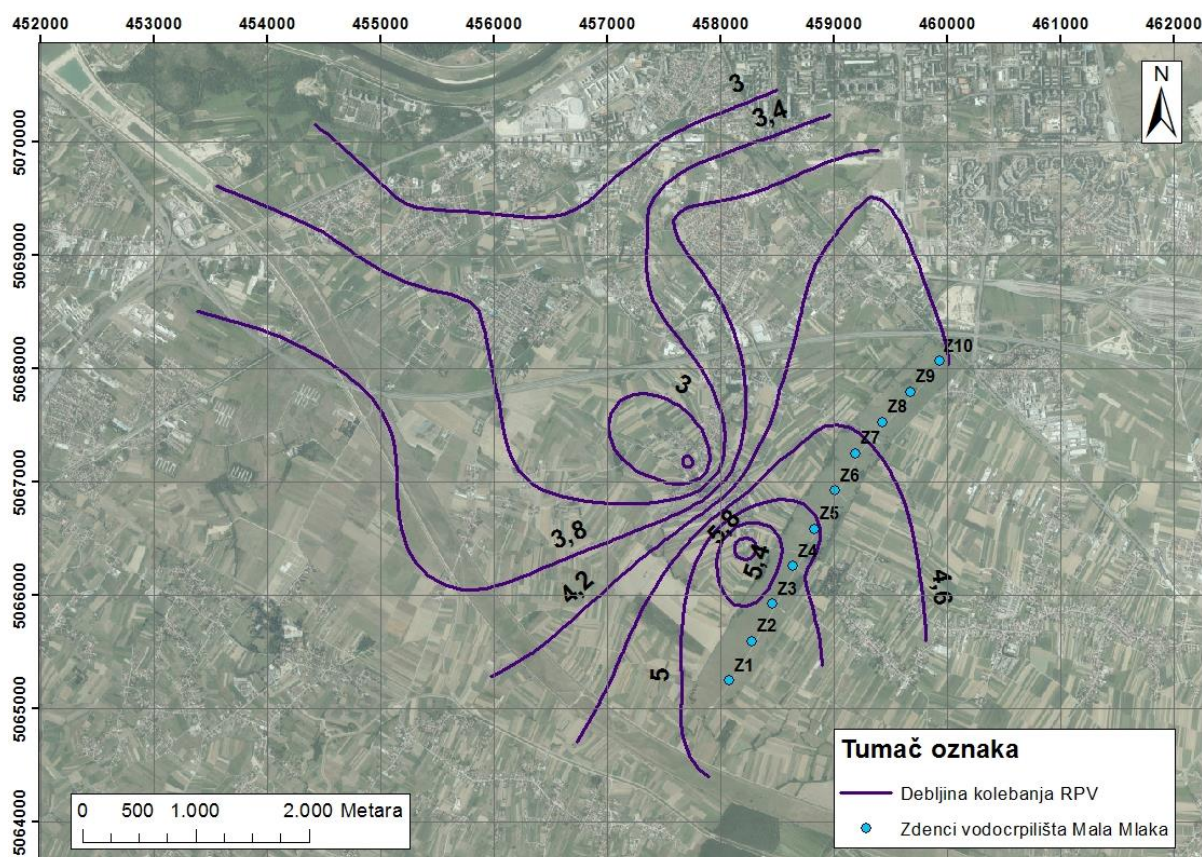 452000 453000 454000 455000 456000 457000 458000 459000 460000 461000 462000
5070000
5069000
5068000
5067000
5066000
5065000
5064000
N
3
3,4
3
3,8
4,2
5,8
5,4
5
4,6
Z10
Z9
Z8
Z7
Z6
Z5
Z4
Z3
Z2
Z1
0 500 1.000 2.000 Metara
Tumač oznaka
Debljina kolebanja RPV
Zdenci vodocrpilišta Mala Mlaka